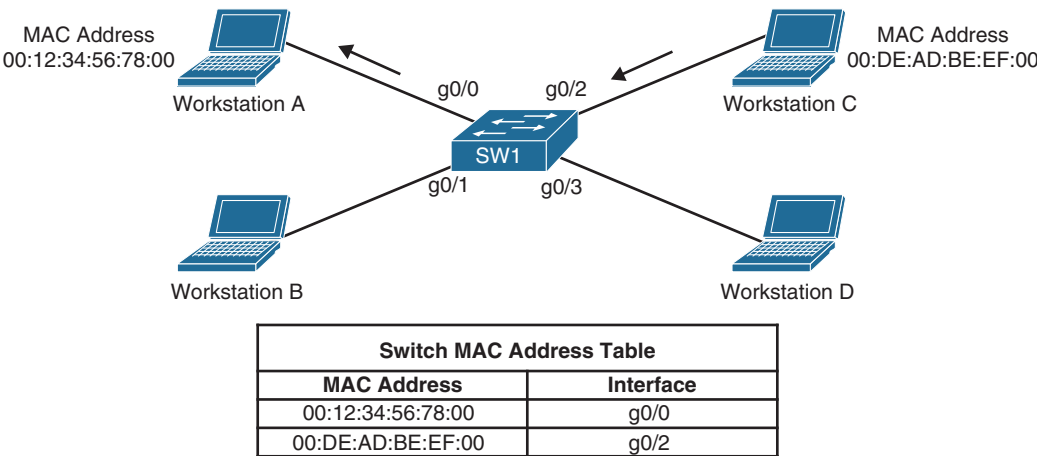 MAC Address
00:12:34:56:78:00
Workstation A
g0/0
g0/2
MAC Address
00:DE:AD:BE:EF:00
Workstation C
SW1
g0/1
g0/3
Workstation B
Workstation D
Switch MAC Address Table
MAC Address Interface
00:12:34:56:78:00 g0/0
00:DE:AD:BE:EF:00 g0/2